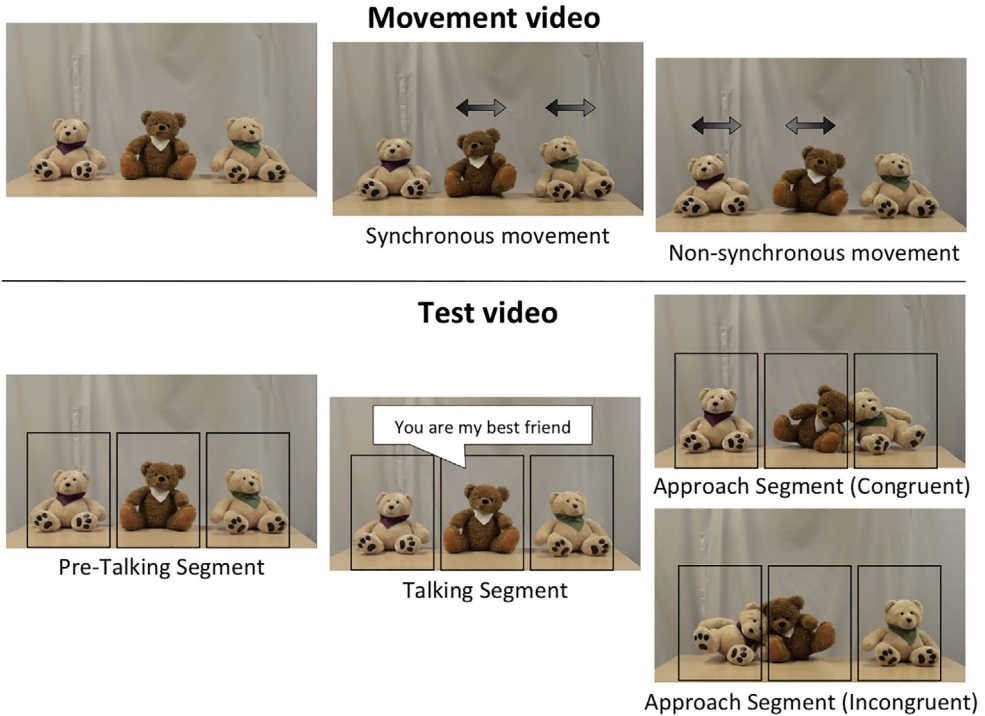 Movement video
Synchronous movement
Non-synchronous movement
Test video
You are my best friend
Pre-Talking Segment
Talking Segment
Approach Segment (Congruent)
Approach Segment (Incongruent)